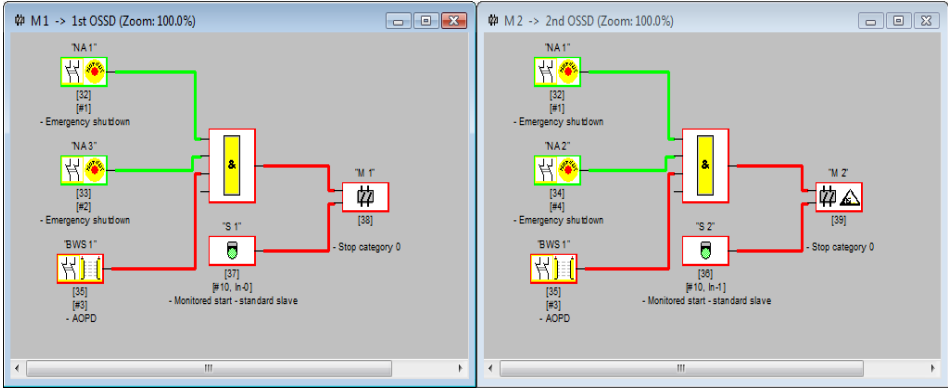 M 1 -> 1st OSSD (Zoom: 100.0%)
"NA 1"
[32]
[#1]
- Emergency shutdown
"NA 3"
[33]
[#2]
- Emergency shutdown
"BWS 1"
[35]
[#3]
- AOPD
&
"S 1"
[37]
[#10, In-0]
- Monitored start - standard slave
"M 1"
[38]
- Stop category 0
M 2 -> 2nd OSSD (Zoom: 100.0%)
"NA 1"
[32]
[#1]
- Emergency shutdown
"NA 2"
[34]
[#4]
- Emergency shutdown
"BWS 1"
[35]
[#3]
- AOPD
&
"S 2"
[36]
[#10, In-1]
- Monitored start - standard slave
"M 2"
[39]
- Stop category 0